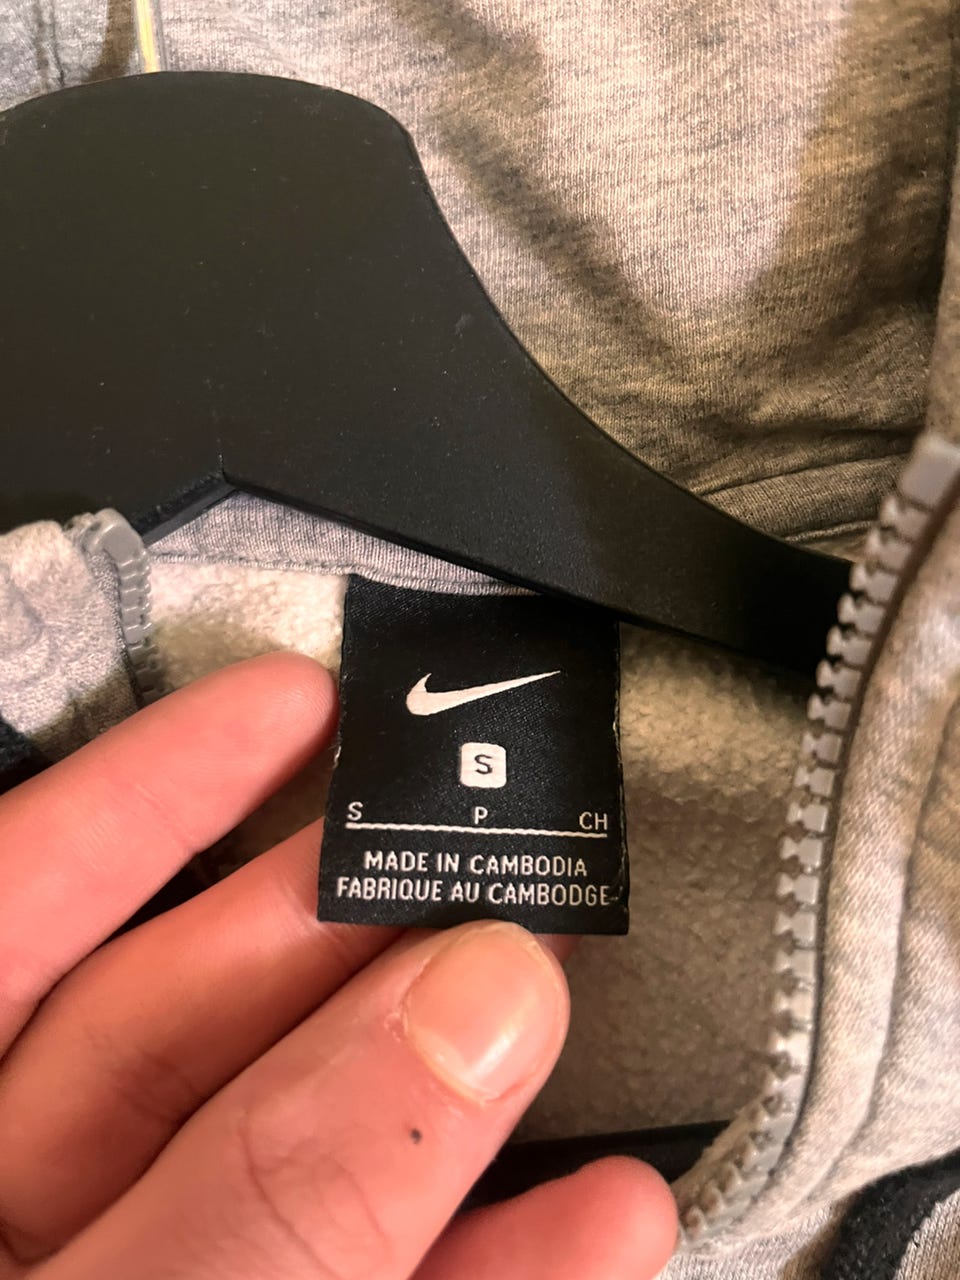 S
S P CH
MADE IN CAMBODIA
FABRIQUE AU CAMBODGE